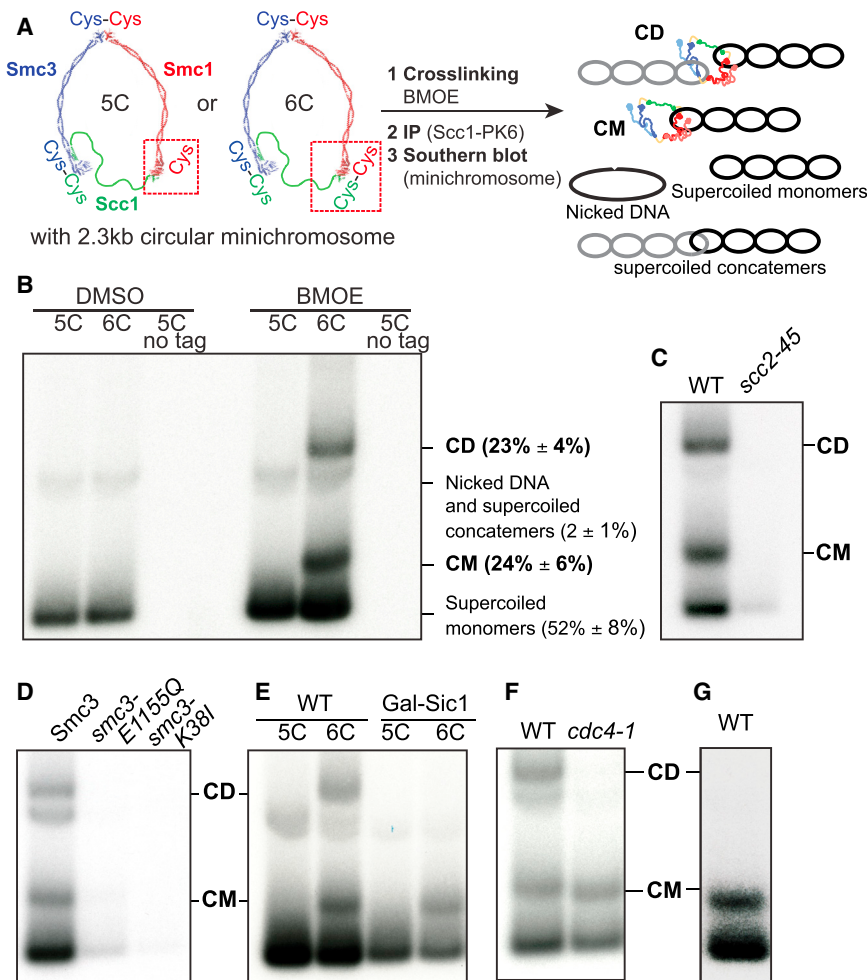 A
Cys-Cys
Cys-Cys
Smc3
Smc1
5C
or
6C
Cys
Cys-Cys
Cys-Cys
Cys-Cys
Scc1
with 2.3kb circular minichromosome
1 Crosslinking
BMOE
2 IP (Scc1-PK6)
3 Southern blot
(minichromosome)
CD
CM
Supercoiled monomers
Nicked DNA
supercoiled concatemers
B
DMSO
BMOE
5C 6C 5C no tag
5C 6C 5C no tag
CD (23% ± 4%)
Nicked DNA
and supercoiled
concatemers (2 ± 1%)
CM (24% ± 6%)
Supercoiled
monomers (52% ± 8%)
C
WT scc2-45
CD
CM
D
Smc3
smc3-E1155Q
smc3-K38I
CD
CM
E
WT Gal-Sic1
5C 6C 5C 6C
F
WT cdc4-1
CD
CM
G
WT